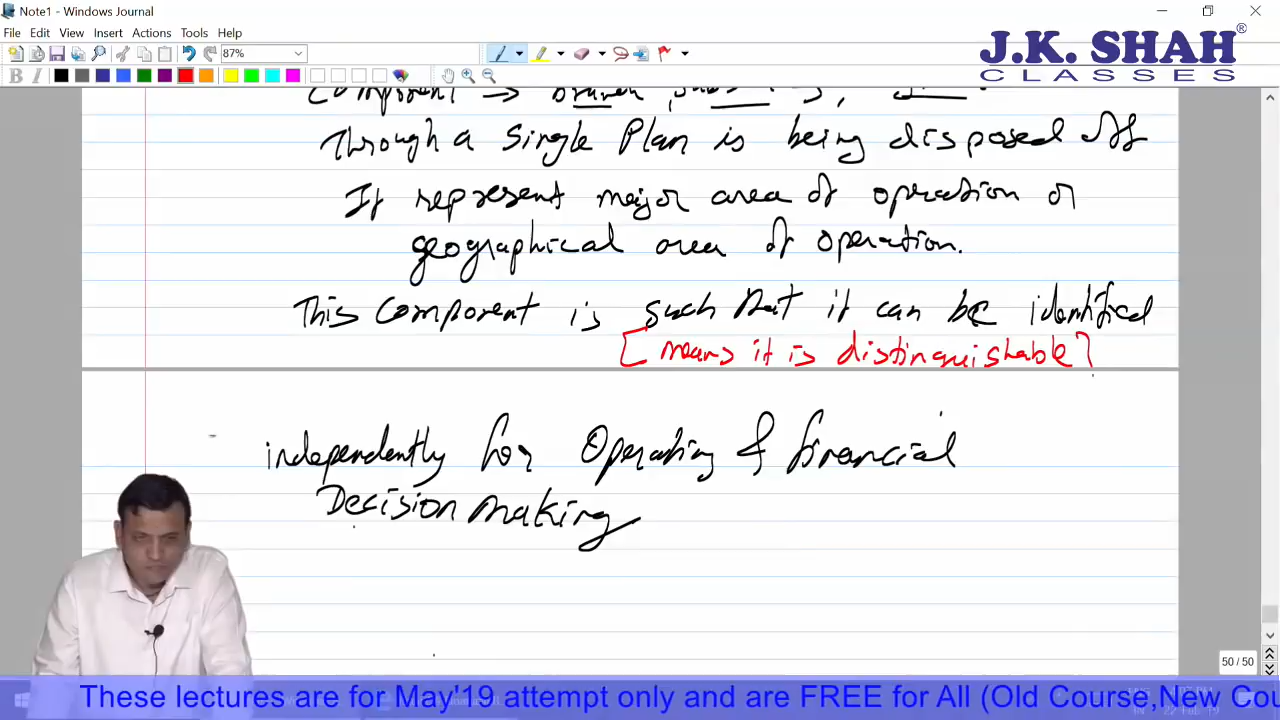 Note1 - Windows Journal
File Edit View Insert Actions Tools Help
87%
J.K. SHAH®
CLASSES
B I
Component → branch,
Through a Single Plan is being disposed off
It represent major area of operation or
geographical area of operation.
This Component is such that it can be identified
[means it is distinguishable]
independently for Operating & financial
Decision making
50 / 50
These lectures are for May'19 attempt only and are FREE for All (Old Course,New Cou